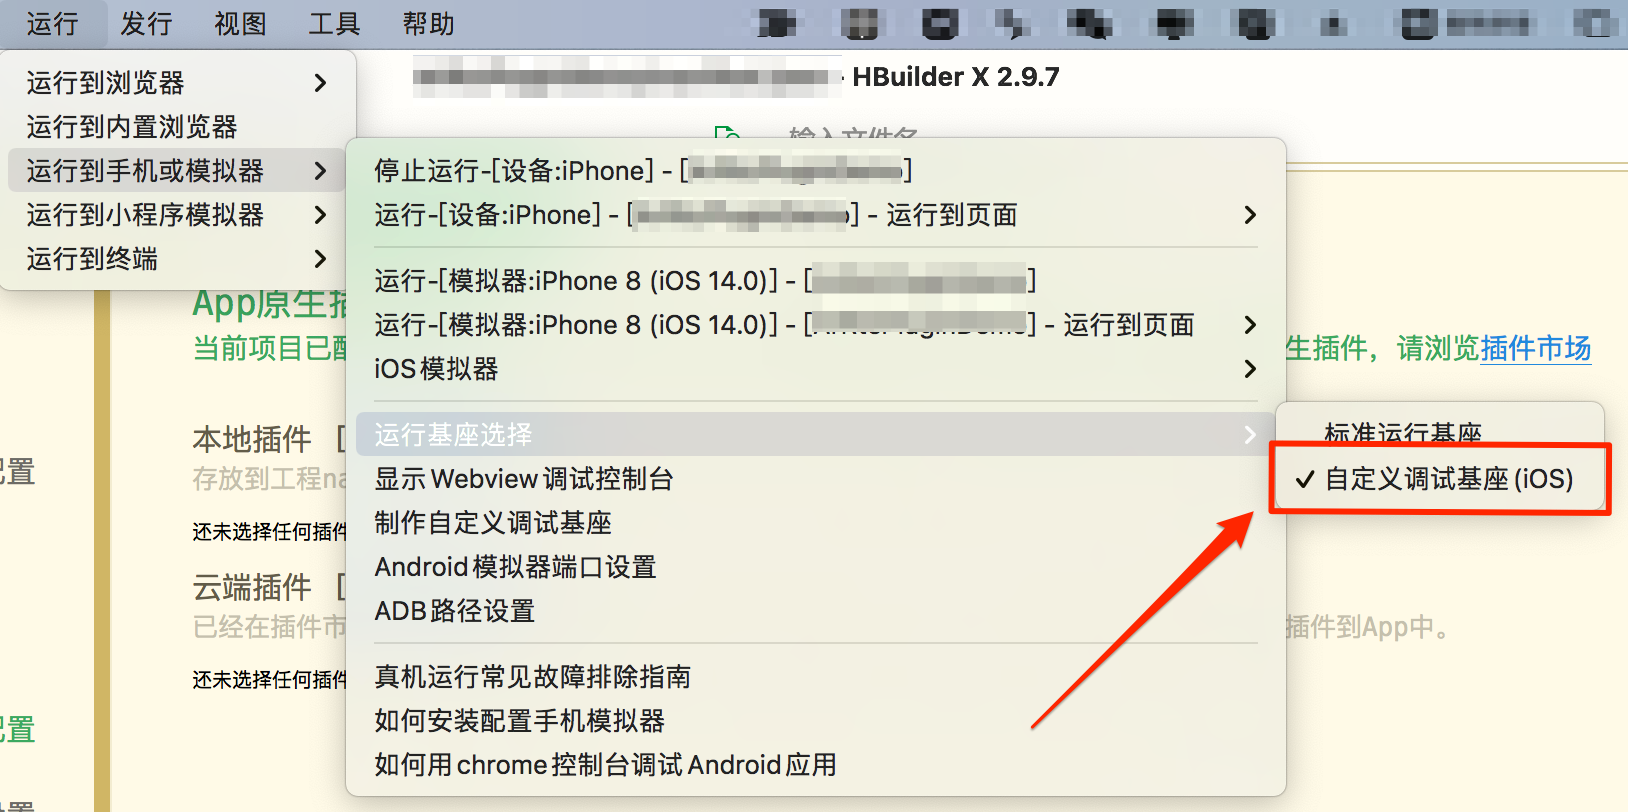 运行 发行 视图 工具 帮助
- HBuilder X 2.9.7
运行到浏览器
运行到内置浏览器
运行到手机或模拟器
运行到小程序模拟器
运行到终端
输入文件名
停止运行-[设备:iPhone] - [ ]
运行-[设备:iPhone] - [ ] - 运行到页面
运行-[模拟器:iPhone 8 (iOS 14.0)] - [ ]
运行-[模拟器:iPhone 8 (iOS 14.0)] - [ ] - 运行到页面
iOS模拟器
运行基座选择
显示Webview调试控制台
制作自定义调试基座
Android模拟器端口设置
ADB路径设置
真机运行常见故障排除指南
如何安装配置手机模拟器
如何用chrome控制台调试Android应用
标准运行基座
✓ 自定义调试基座(iOS)
App原生插
当前项目已配
生插件，请浏览插件市场
本地插件 [
存放到工程na
还未选择任何插件
云端插件 [
已经在插件市
插件到App中。
还未选择任何插件
置
配置